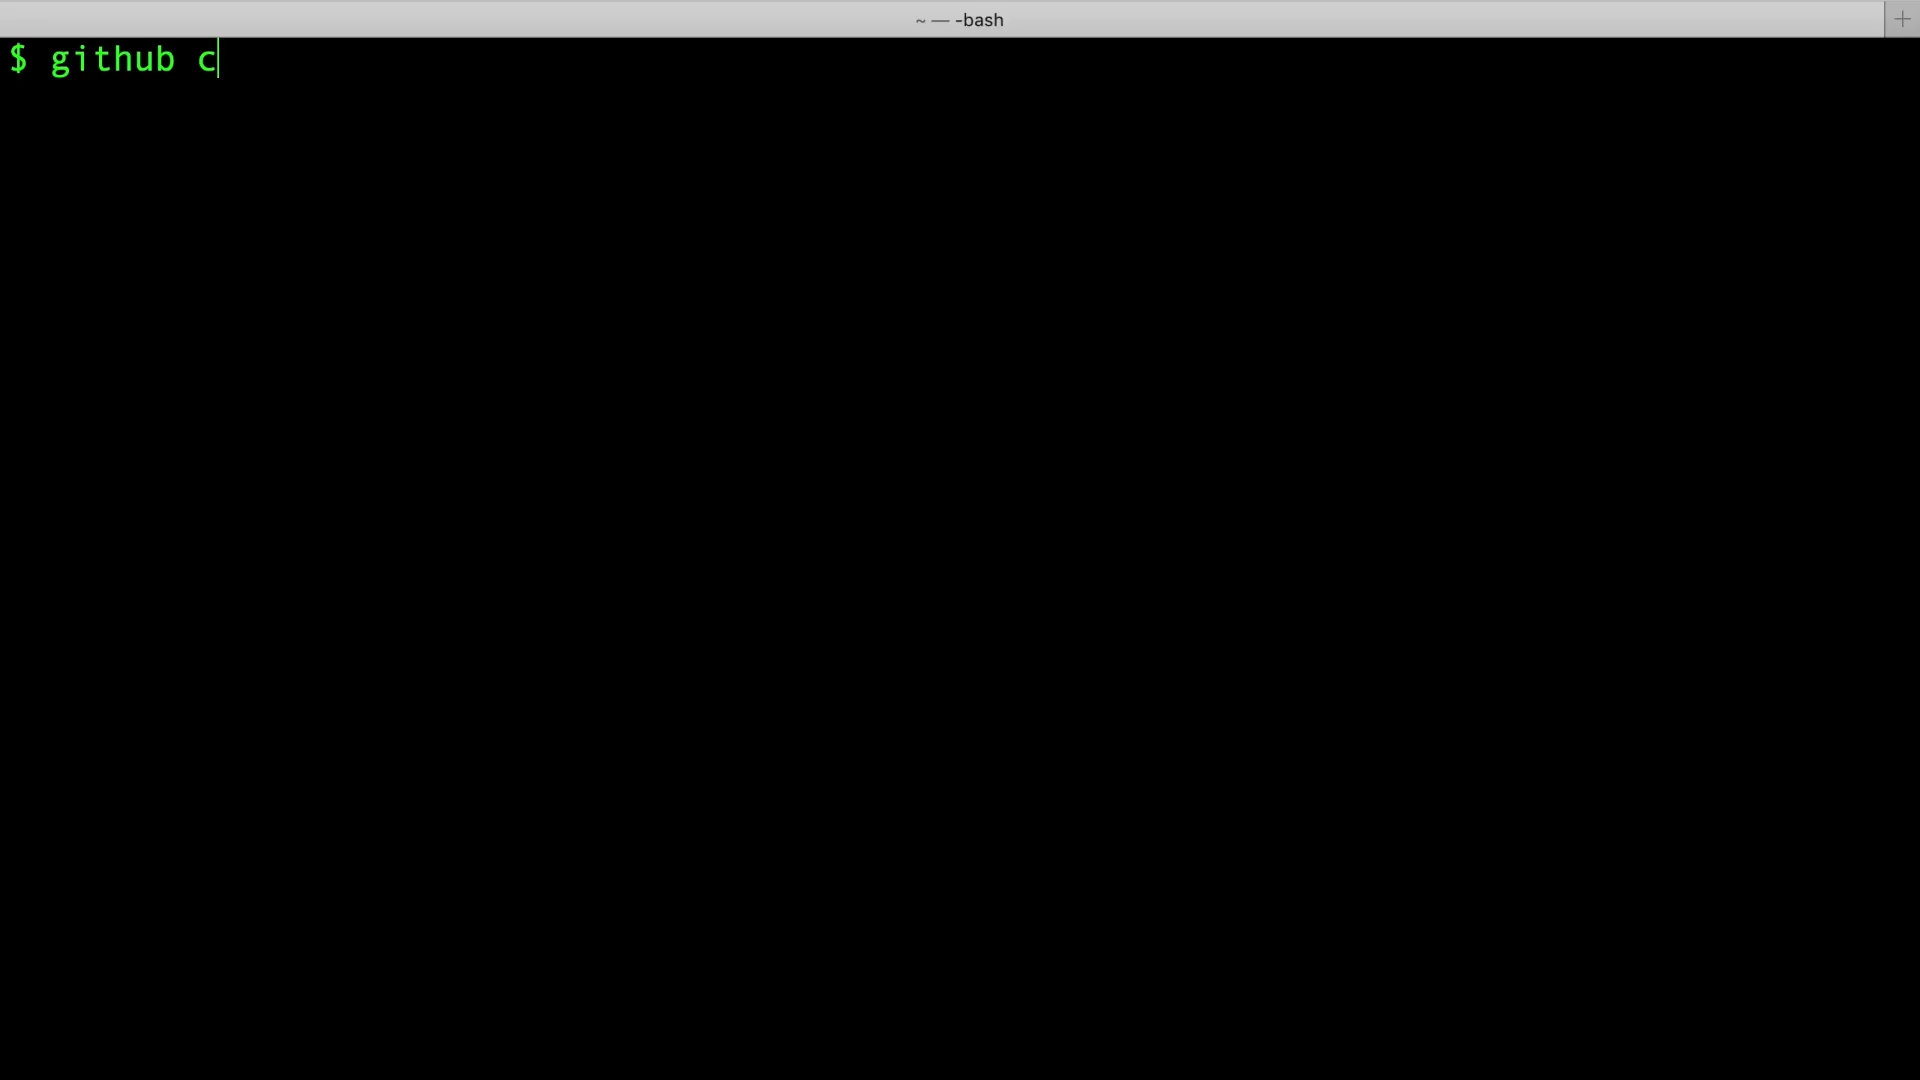 ~ — -bash
$ github c